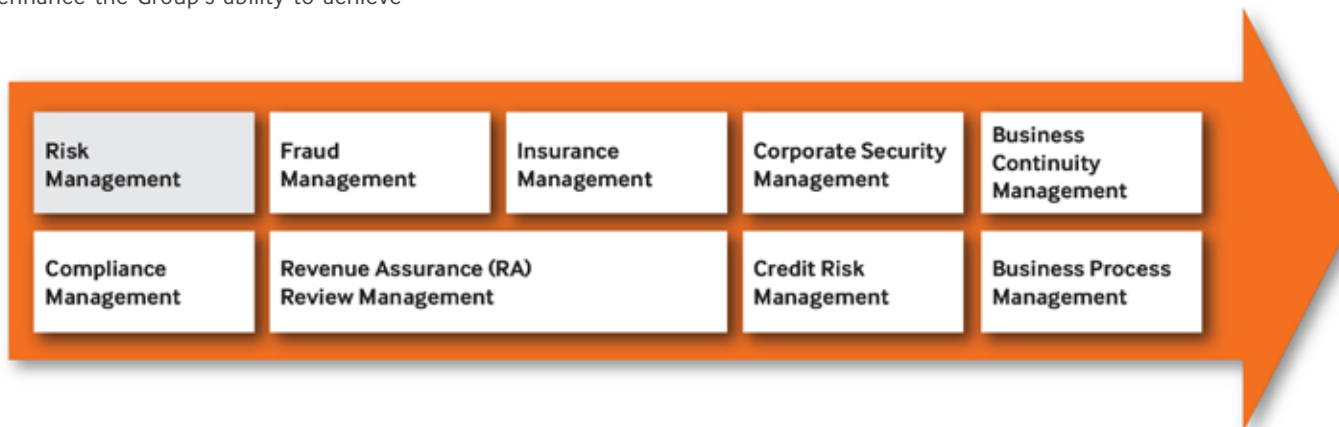 enhance the Group's ability to achieve
Risk
Management
Fraud
Management
Insurance
Management
Corporate Security
Management
Business
Continuity
Management
Compliance
Management
Revenue Assurance (RA)
Review Management
Credit Risk
Management
Business Process
Management